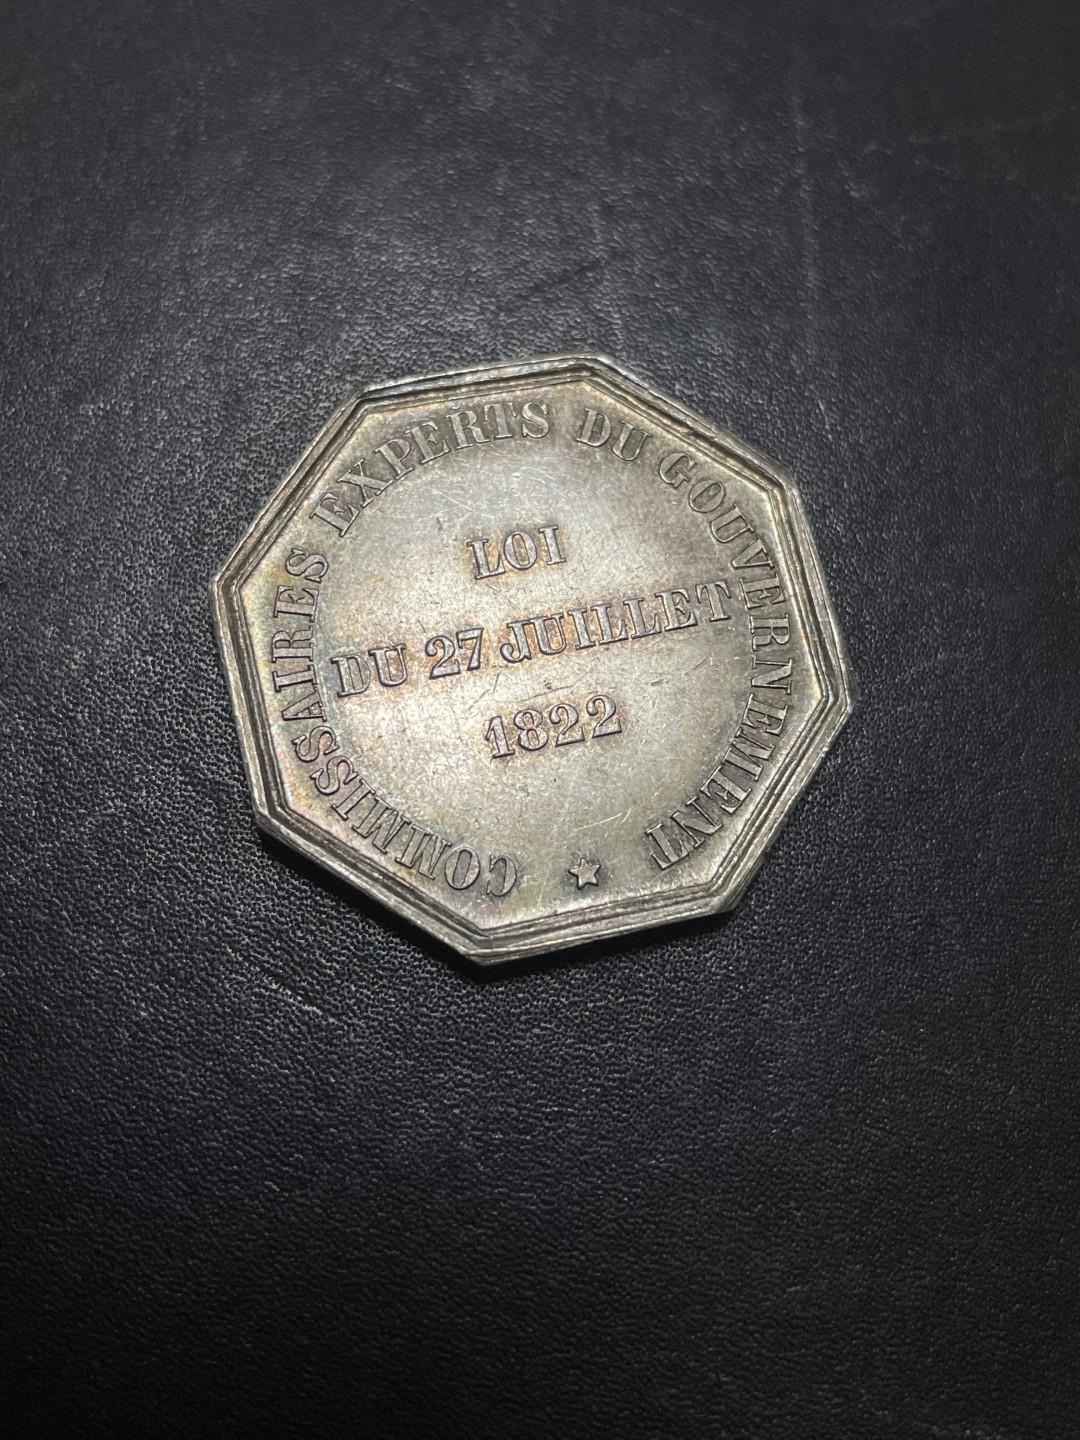 COMMISSAIRES EXPERTS DU GOUVERNEMENT
LOI
DU 27 JUILLET
1822